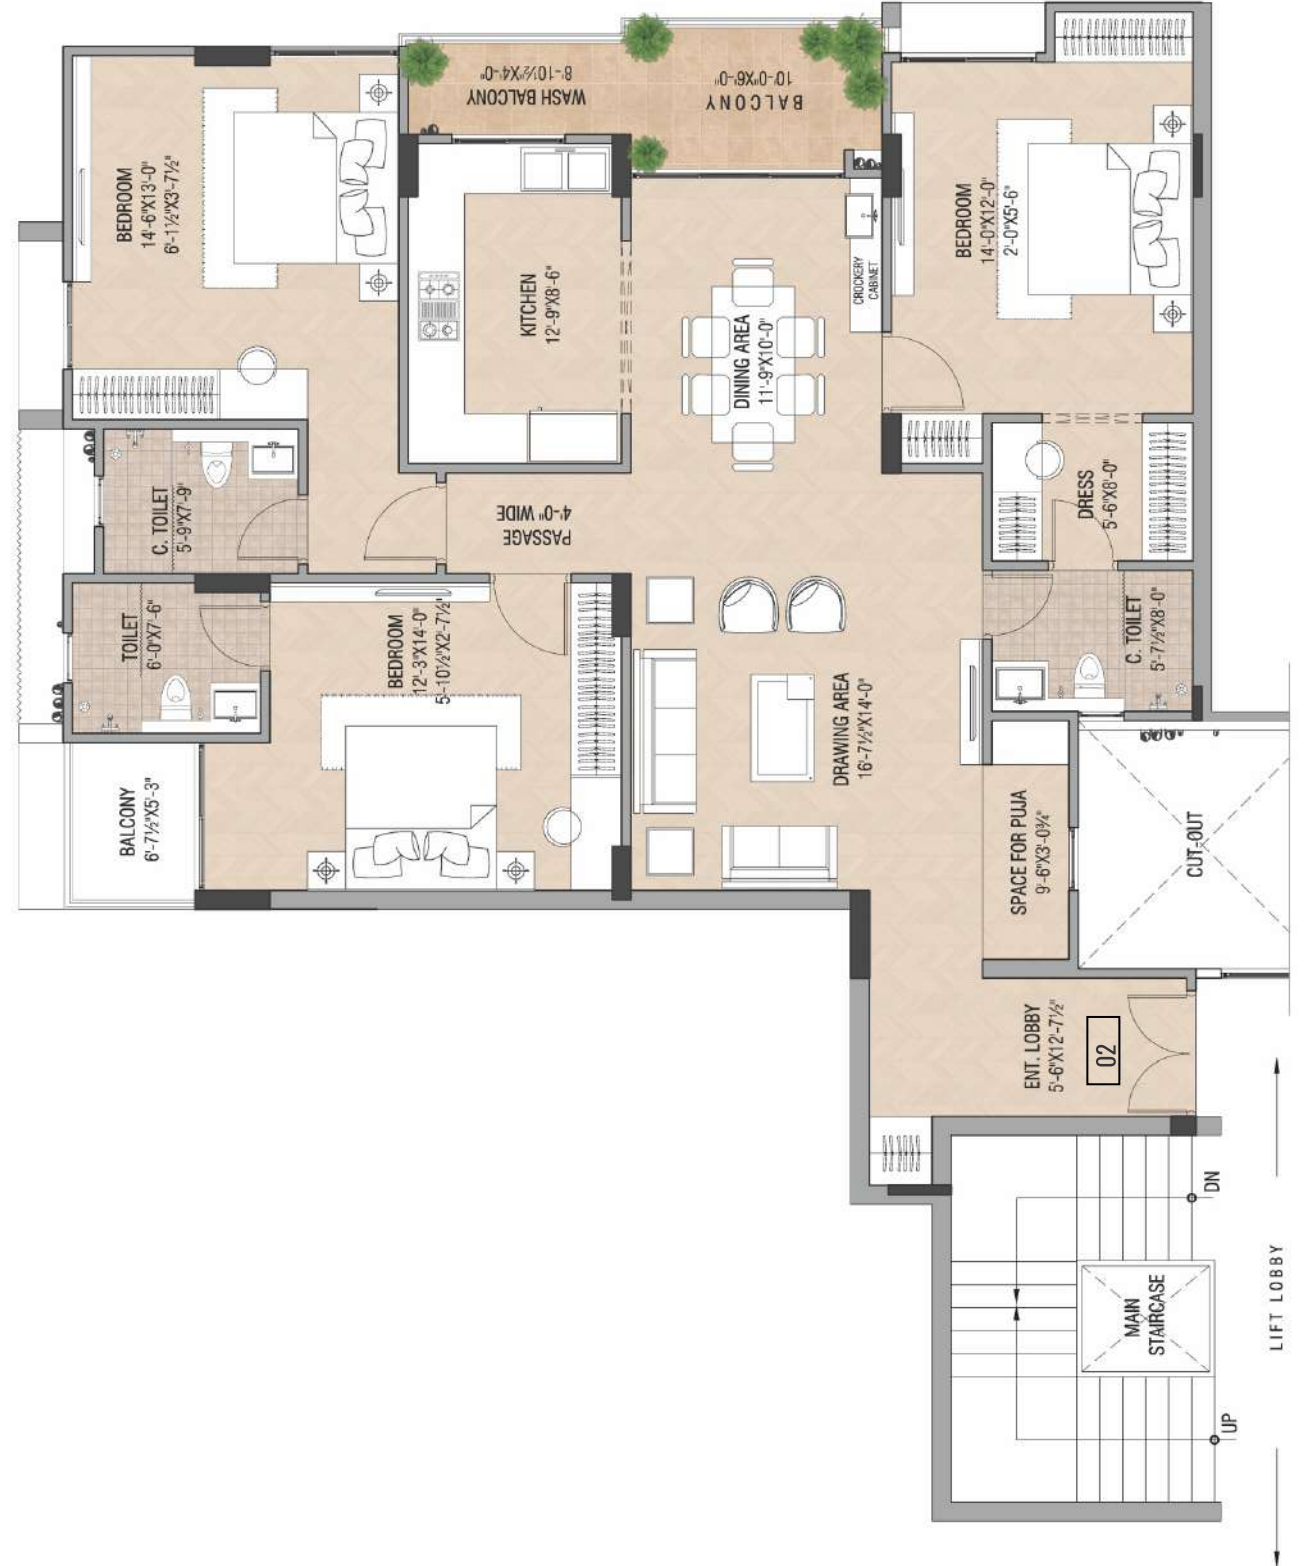 WASH BALCONY
8'-10½"X4'-0"
BALCONY
10'-0"X6'-0"
BEDROOM
14'-6"X13'-0"
6'-1½"X3'-7½"
KITCHEN
12'-9"X8'-6"
DINING AREA
11'-9"X10'-0"
CROCKERY
CABINET
BEDROOM
14'-0"X12'-0"
2'-0"X5'-6"
C. TOILET
5'-9"X7'-9"
PASSAGE
4'-0" WIDE
DRESS
5'-6"X8'-0"
TOILET
6'-0"X7'-6"
BEDROOM
12'-3"X14'-0"
5'-10½"X2'-7½"
C. TOILET
5'-7½"X8'-0"
DRAWING AREA
16'-7½"X14'-0"
BALCONY
6'-7½"X5'-3"
SPACE FOR PUJA
9'-6"X3'-0¾"
CUT-OUT
ENT. LOBBY
5'-6"X12'-7½"
02
DN
MAIN
STAIRCASE
UP
LIFT LOBBY